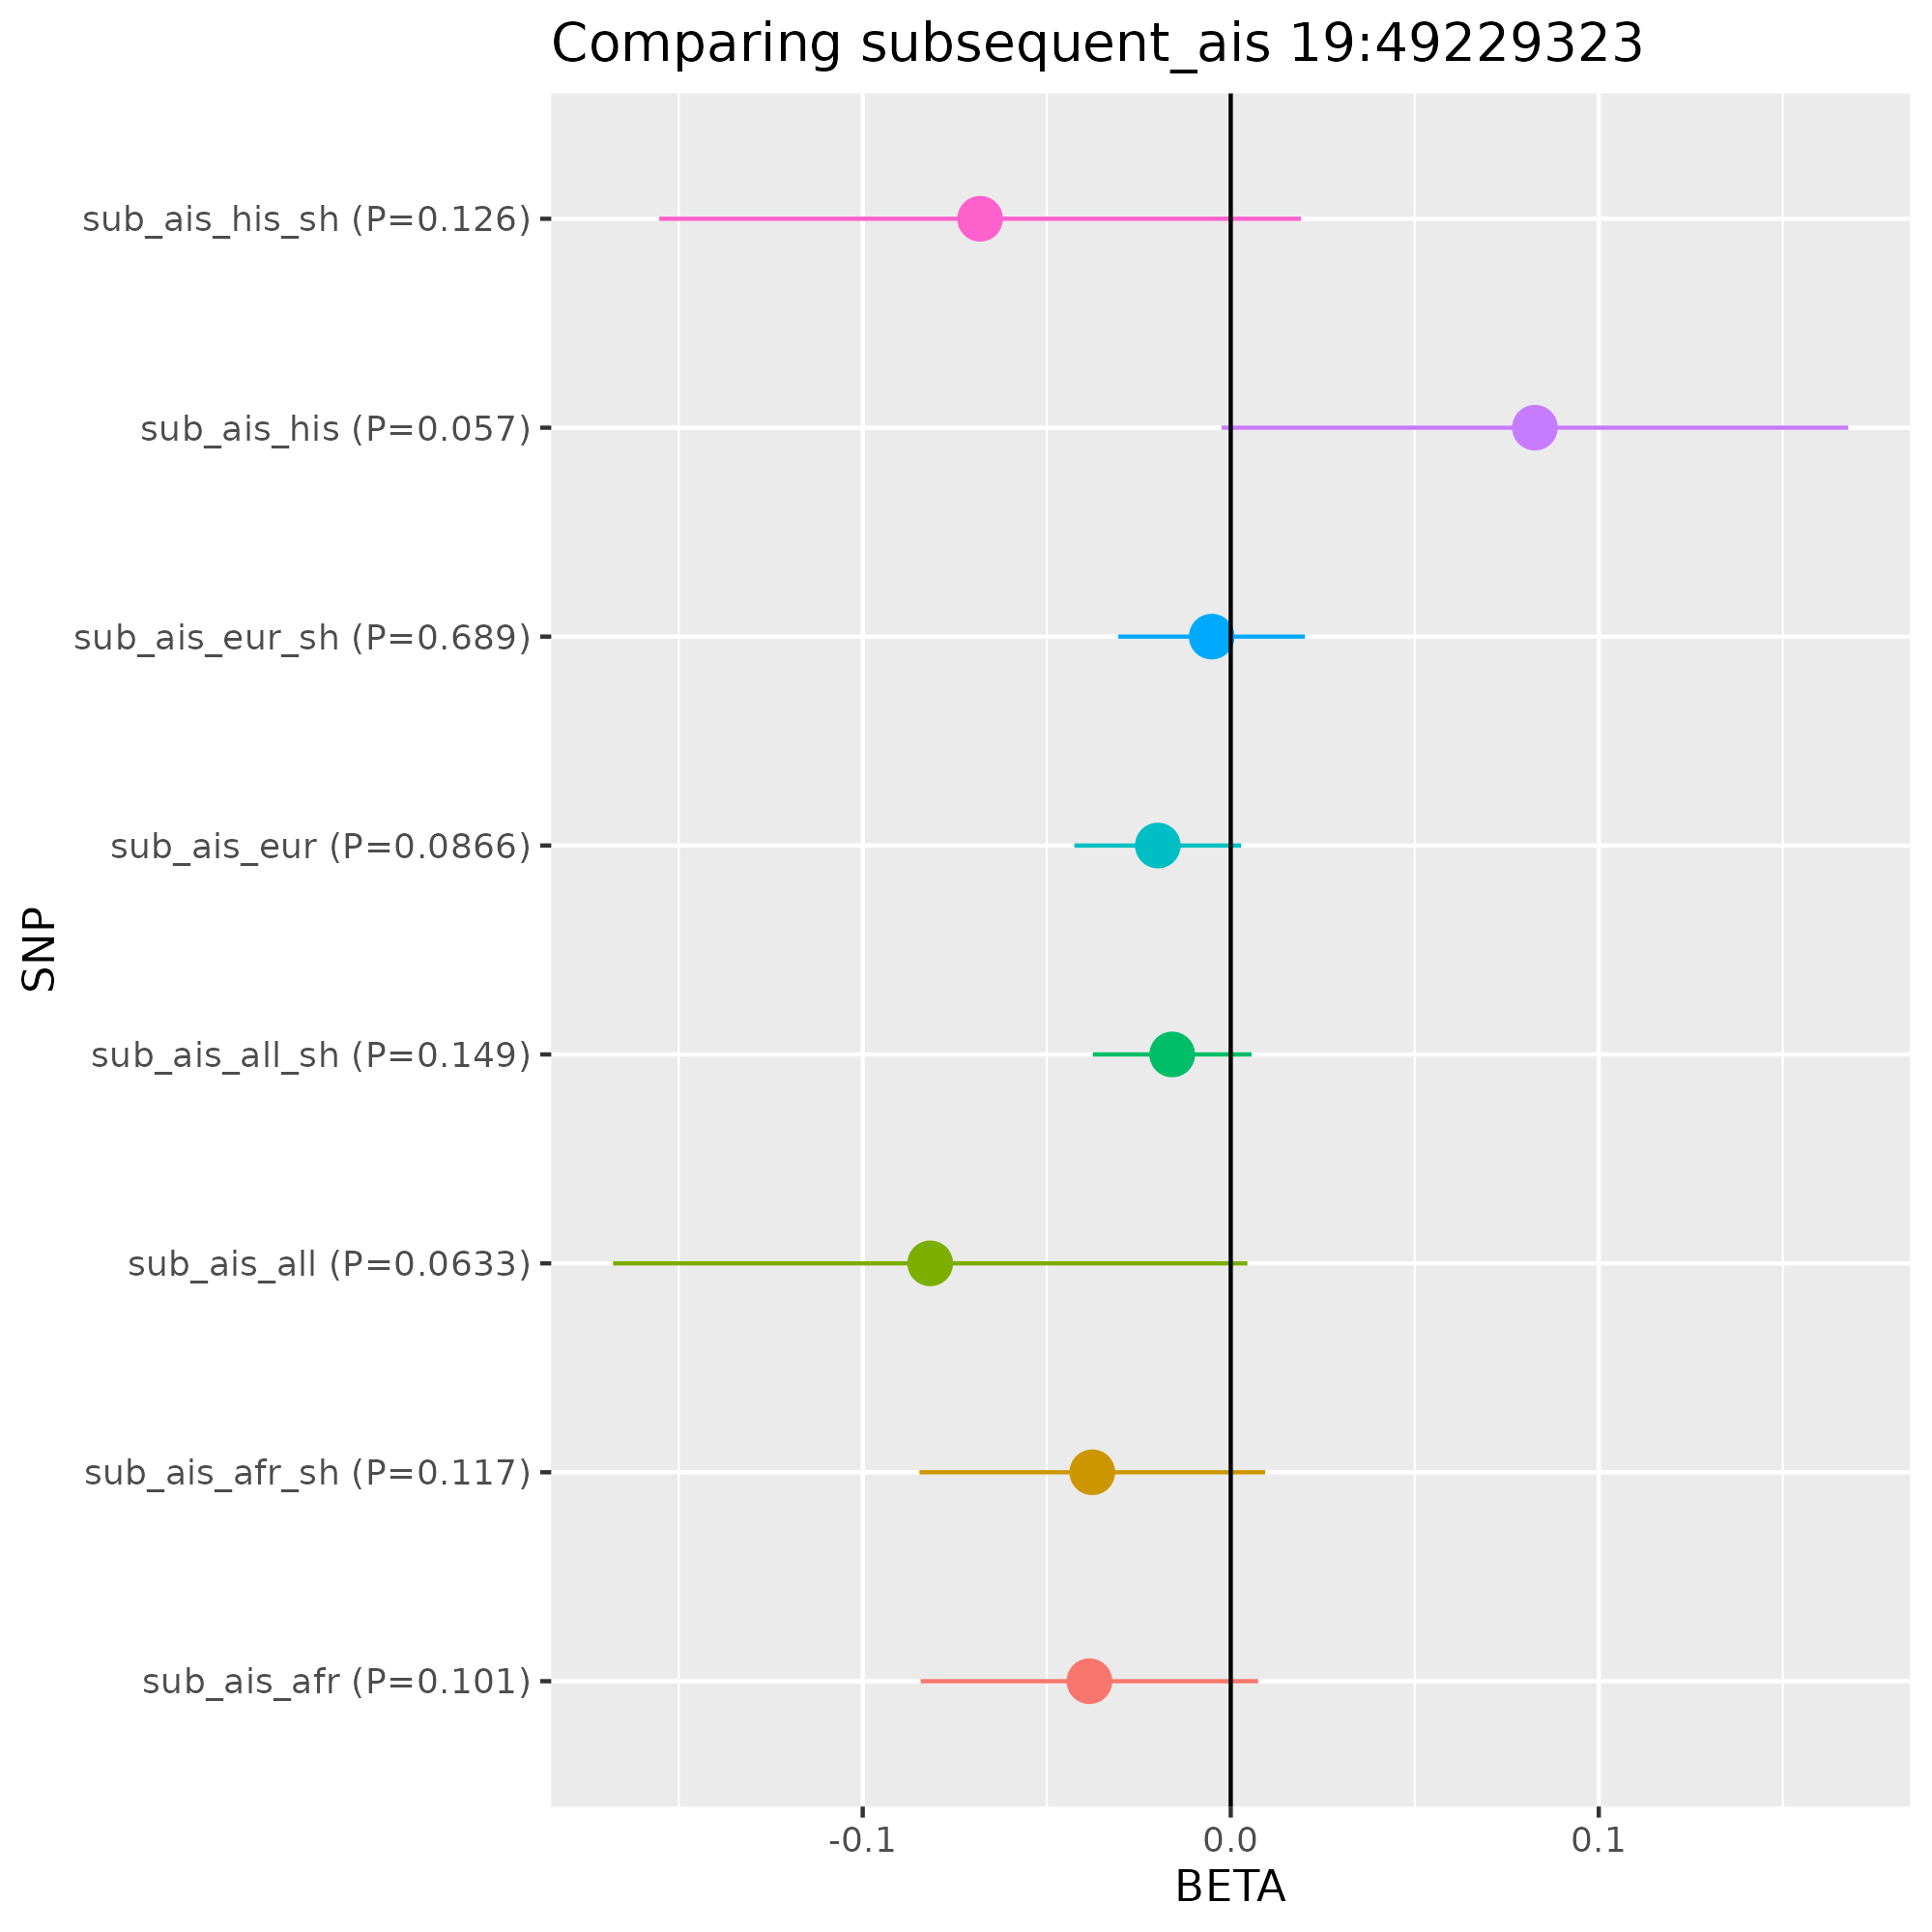 Comparing subsequent_ais 19:49229323
sub_ais_his_sh (P=0.126)
sub_ais_his (P=0.057)
sub_ais_eur_sh (P=0.689)
sub_ais_eur (P=0.0866)
SNP
sub_ais_all_sh (P=0.149)
sub_ais_all (P=0.0633)
sub_ais_afr_sh (P=0.117)
sub_ais_afr (P=0.101)
-0.1
0.0
0.1
BETA